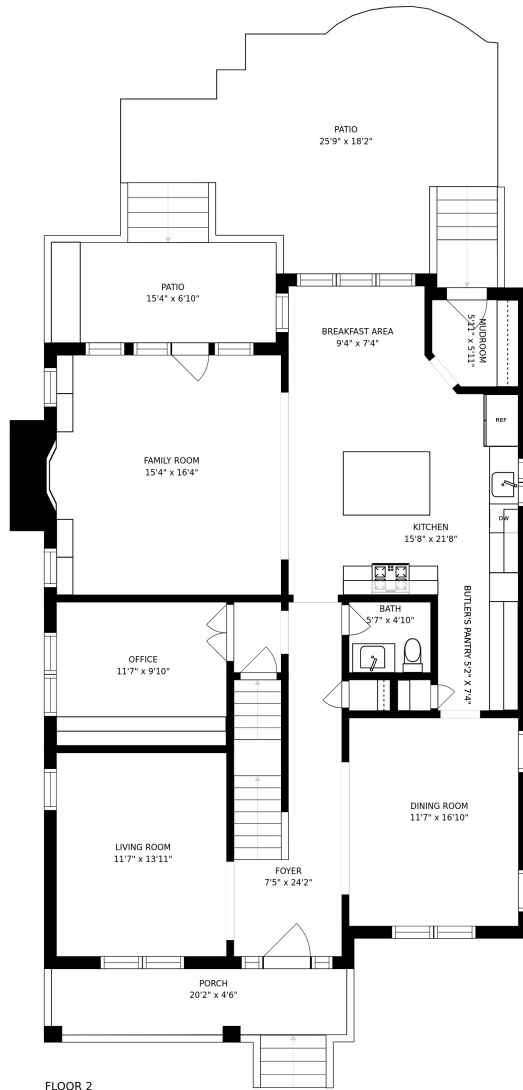 PATIO
25'9" x 18'2"
PATIO
15'4" x 6'10"
BREAKFAST AREA
9'4" x 7'4"
MUDROOM
5'11" x 5'11"
REF
FAMILY ROOM
15'4" x 16'4"
DW
KITCHEN
15'8" x 21'8"
BATH
5'7" x 4'10"
BUTLER'S PANTRY 5'2" X 7'4"
OFFICE
11'7" x 9'10"
DINING ROOM
11'7" x 16'10"
LIVING ROOM
11'7" x 13'11"
FOYER
7'5" x 24'2"
PORCH
20'2" x 4'6"
FLOOR 2